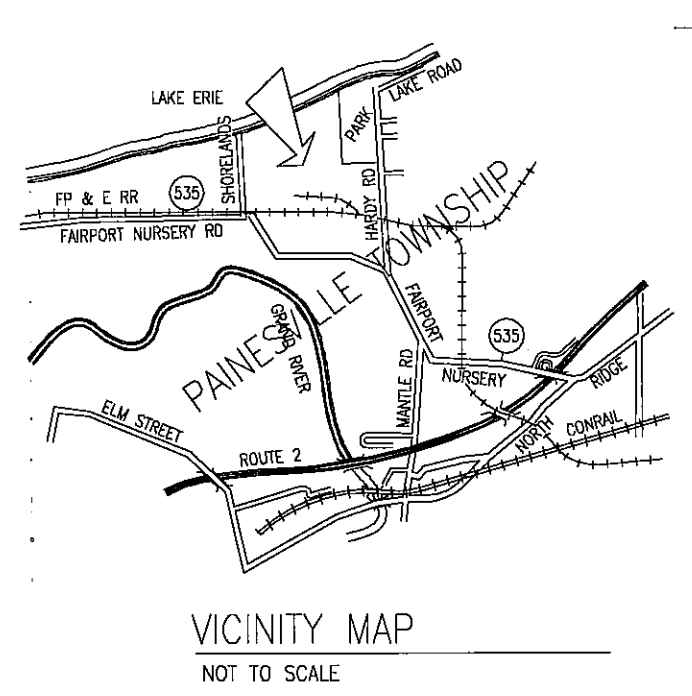 LAKE ERIE
LAKE ROAD
PARK
SHORELANDS
HARDY RD
FP & E RR
535
FAIRPORT NURSERY RD
PAINESVILLE TOWNSHIP
GRAND RIVER
FAIRPORT
NURSERY
535
MANTLE RD
RIDGE
NORTH
CONRAIL
ELM STREET
ROUTE 2
VICINITY MAP
NOT TO SCALE